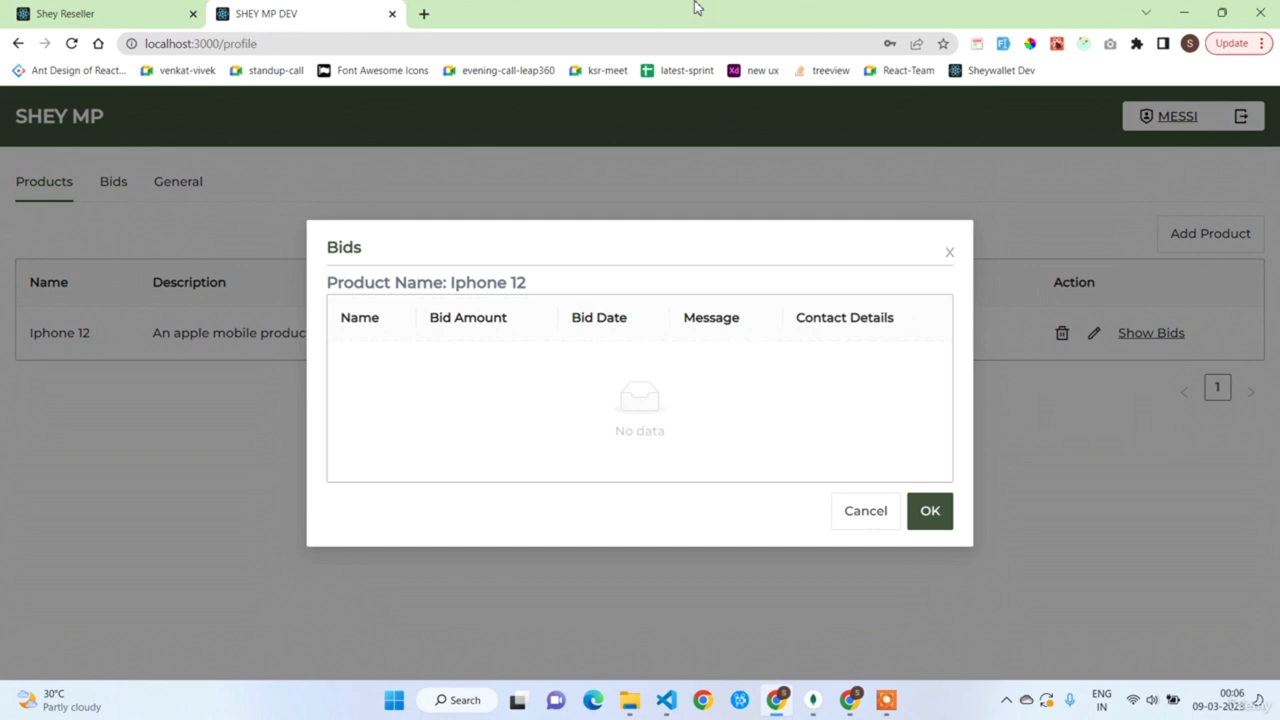 Shey Reseller
SHEY MP DEV
localhost:3000/profile
Update
Ant Design of React...
venkat-vivek
standup-call
Font Awesome Icons
evening-call-leap360
ksr-meet
latest-sprint
new ux
treeview
React-Team
Sheywallet Dev
SHEY MP
MESSI
Products
Bids
General
Add Product
Name
Description
Action
Iphone 12
An apple mobile produc
Show Bids
1
Bids
X
Product Name: Iphone 12
Name
Bid Amount
Bid Date
Message
Contact Details
No data
Cancel
OK
30°C
Partly cloudy
Search
ENG
IN
00:06
09-03-2023